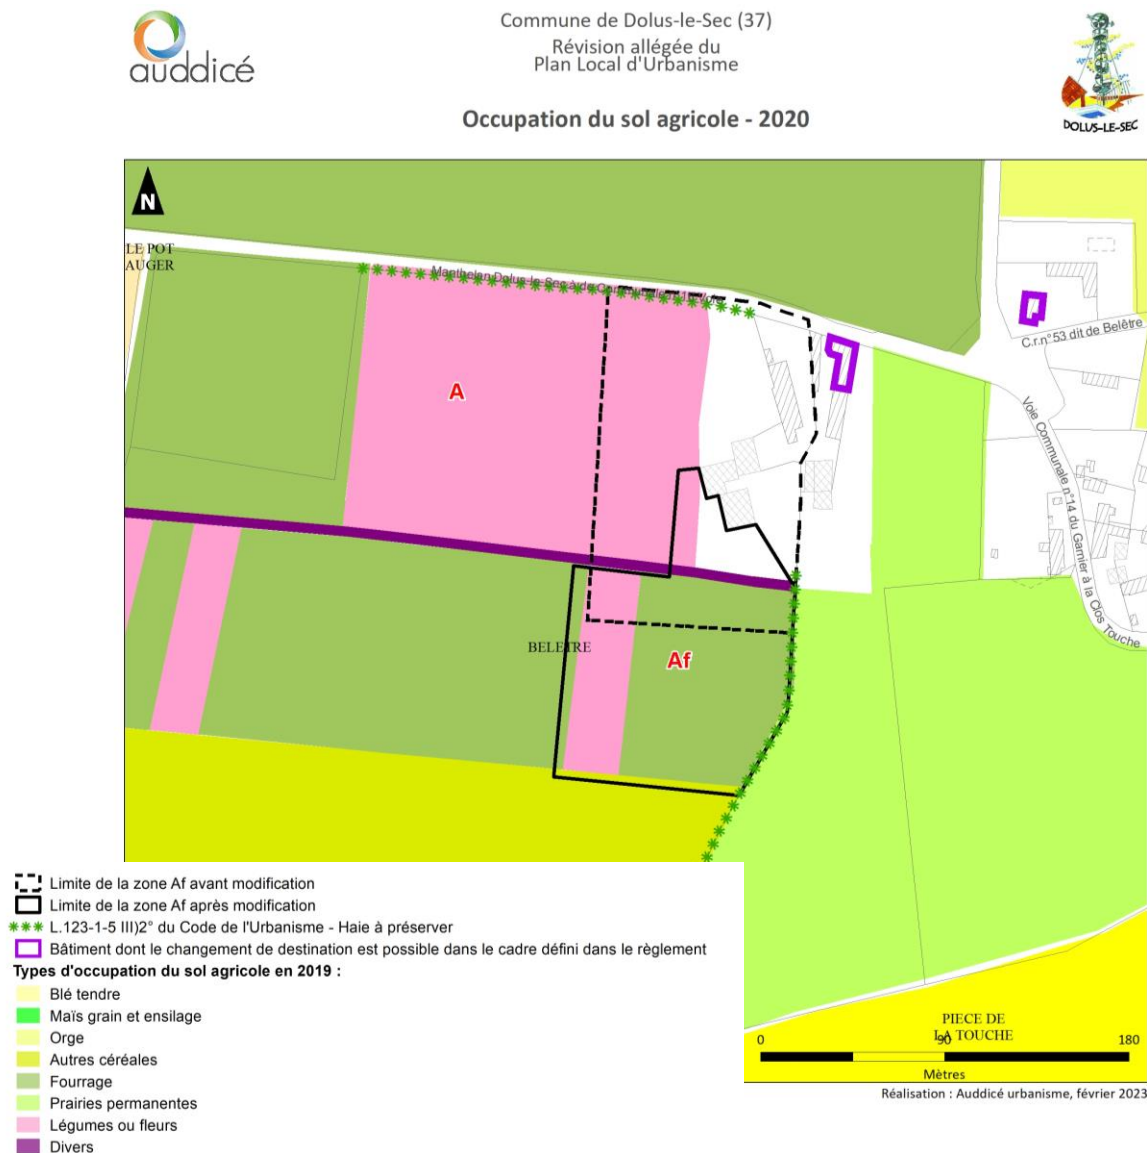 auddicé
Commune de Dolus-le-Sec (37)
Révision allégée du
Plan Local d'Urbanisme
Occupation du sol agricole - 2020
DOLUS-LE-SEC
N
LE POT
AUGER
Manthelan Dolus-le-Sec à de
C.r.n°53 dit de Belêtre
A
Voie Communale n°14 du Garnier à la Clos Touche
BELETRE
Af
Limite de la zone Af avant modification
Limite de la zone Af après modification
L.123-1-5 III)2° du Code de l'Urbanisme - Haie à préserver
Bâtiment dont le changement de destination est possible dans le cadre défini dans le règlement
Types d'occupation du sol agricole en 2019 :
Blé tendre
Maïs grain et ensilage
Orge
Autres céréales
Fourrage
Prairies permanentes
Légumes ou fleurs
Divers
PIECE DE
LA TOUCHE
0 90 180
Mètres
Réalisation : Auddicé urbanisme, février 2023